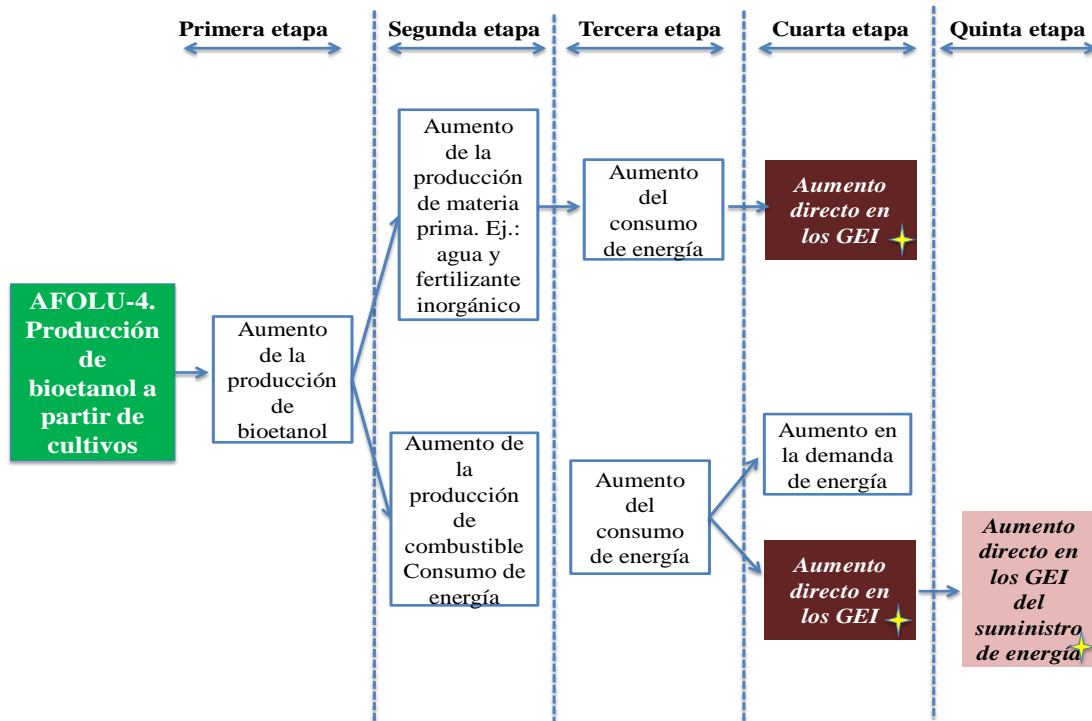 Primera etapa
Segunda etapa
Tercera etapa
Cuarta etapa
Quinta etapa
AFOLU-4.
Producción
de
bioetanol a
partir de
cultivos
Aumento
de la
producción
de
bioetanol
Aumento
de la
producción
de materia
prima. Ej.:
agua y
fertilizante
inorgánico
Aumento
del
consumo
de energía
Aumento
directo en
los GEI
Aumento de
la
producción
de
combustible
Consumo de
energía
Aumento
del
consumo
de energía
Aumento en
la demanda
de energía
Aumento
directo en
los GEI
Aumento
directo en
los GEI
del
suministro
de energía